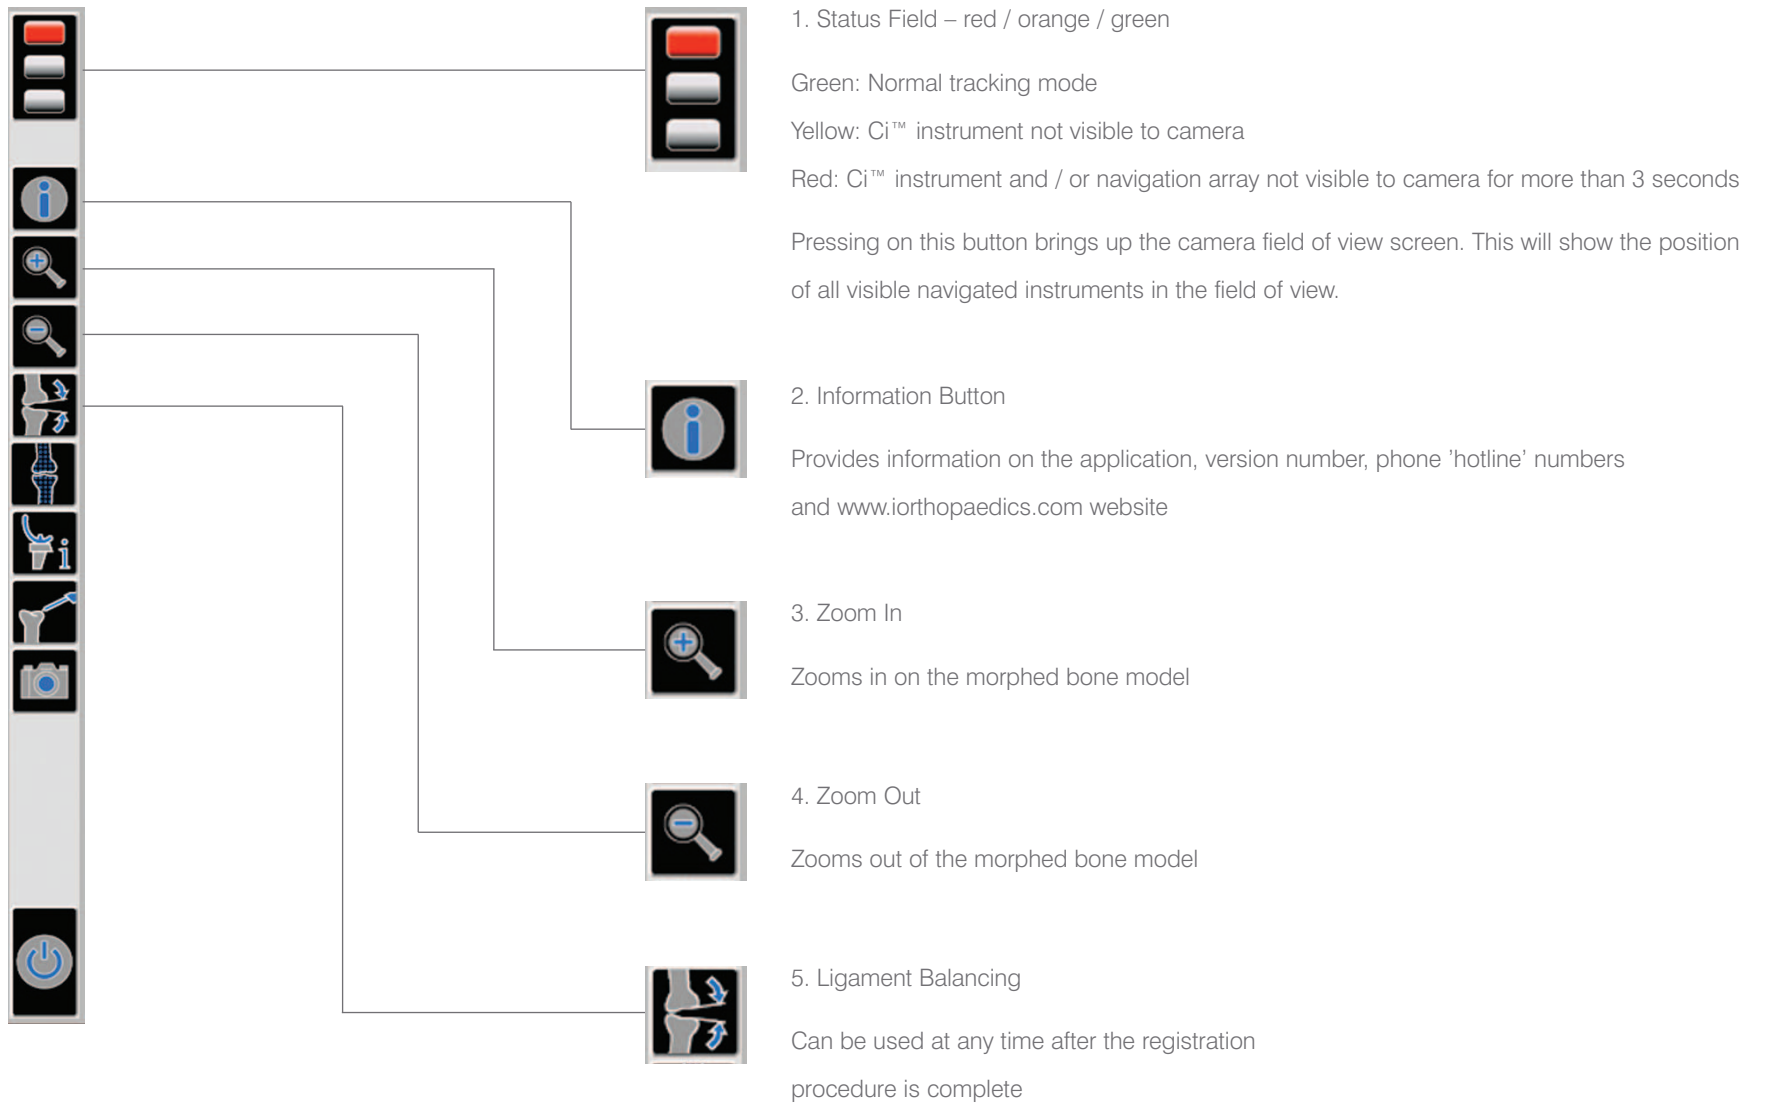 1. Status Field – red / orange / green
Green: Normal tracking mode
Yellow: Ci™ instrument not visible to camera
Red: Ci™ instrument and / or navigation array not visible to camera for more than 3 seconds
Pressing on this button brings up the camera field of view screen. This will show the position
of all visible navigated instruments in the field of view.
2. Information Button
Provides information on the application, version number, phone ’hotline’ numbers
and www.iorthopaedics.com website
3. Zoom In
Zooms in on the morphed bone model
4. Zoom Out
Zooms out of the morphed bone model
5. Ligament Balancing
Can be used at any time after the registration
procedure is complete